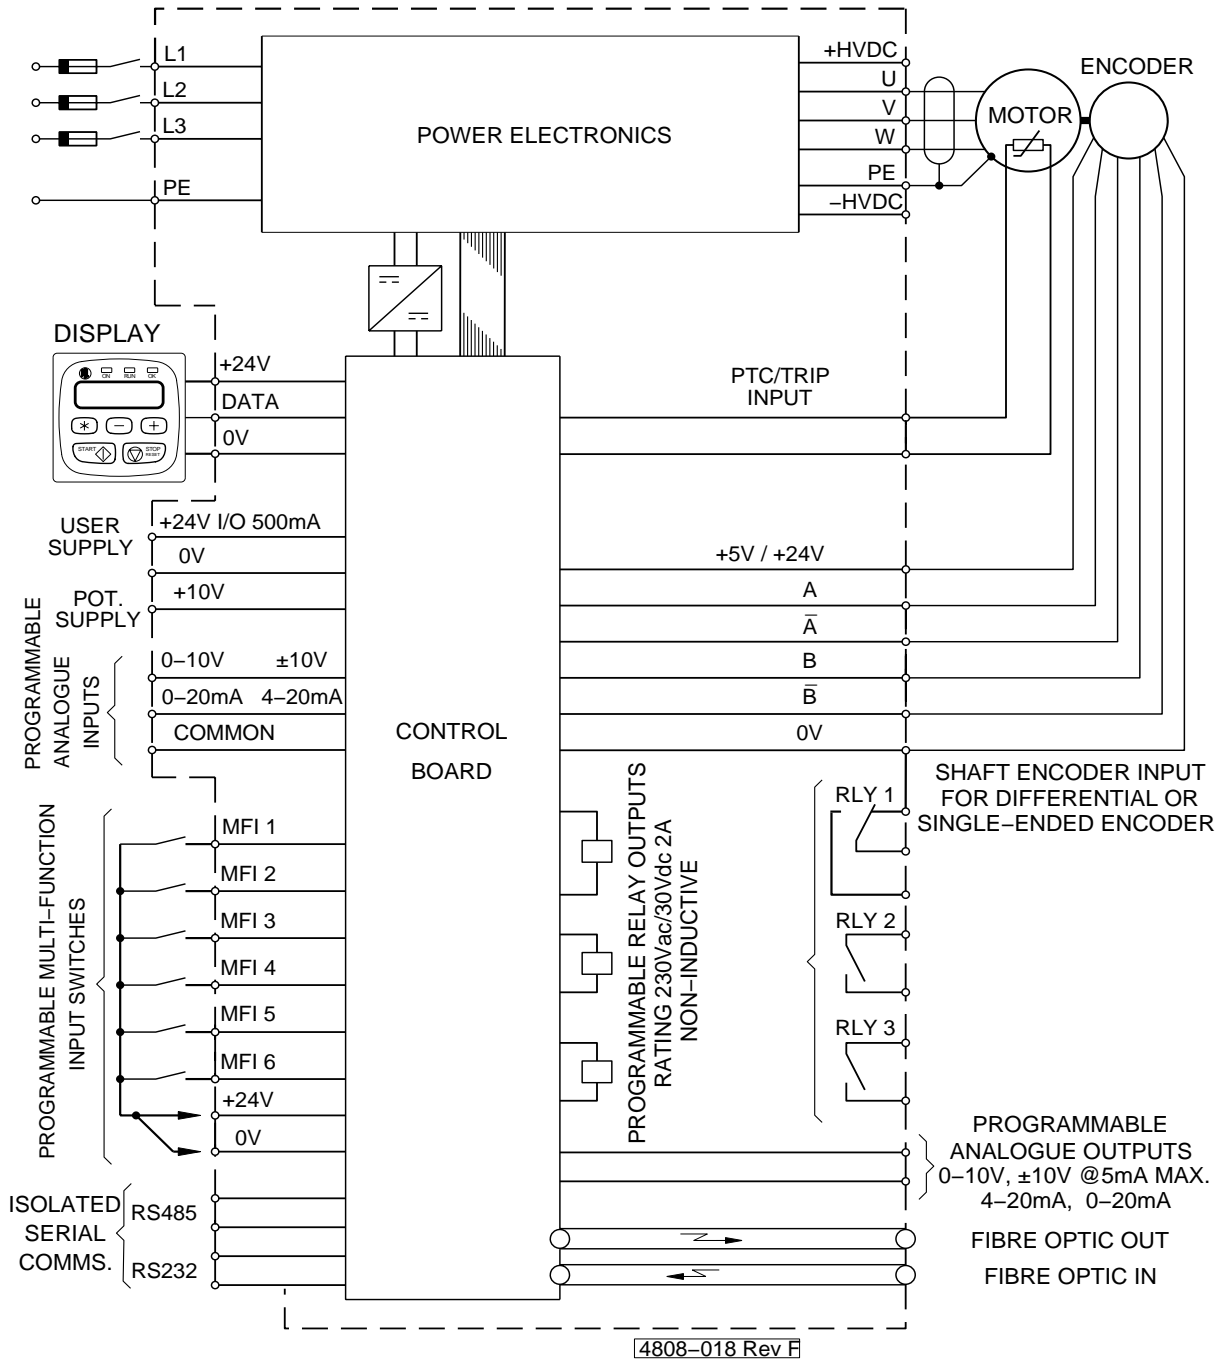 L1
L2
L3
PE
POWER ELECTRONICS
+HVDC
U
V
W
PE
–HVDC
MOTOR
ENCODER
DISPLAY
ON RUN OK
START
STOP
RESET
+24V
DATA
0V
PTC/TRIP
INPUT
USER
SUPPLY
+24V I/O 500mA
0V
POT.
SUPPLY
+10V
PROGRAMMABLE
ANALOGUE
INPUTS
0–10V ±10V
0–20mA 4–20mA
COMMON
CONTROL
BOARD
+5V / +24V
A
A̅
B
B̅
0V
SHAFT ENCODER INPUT
FOR DIFFERENTIAL OR
SINGLE–ENDED ENCODER
PROGRAMMABLE MULTI–FUNCTION
INPUT SWITCHES
MFI 1
MFI 2
MFI 3
MFI 4
MFI 5
MFI 6
+24V
0V
PROGRAMMABLE RELAY OUTPUTS
RATING 230Vac/30Vdc 2A
NON–INDUCTIVE
RLY 1
RLY 2
RLY 3
PROGRAMMABLE
ANALOGUE OUTPUTS
0–10V, ±10V @5mA MAX.
4–20mA, 0–20mA
ISOLATED
SERIAL
COMMS.
RS485
RS232
FIBRE OPTIC OUT
FIBRE OPTIC IN
4808–018 Rev F